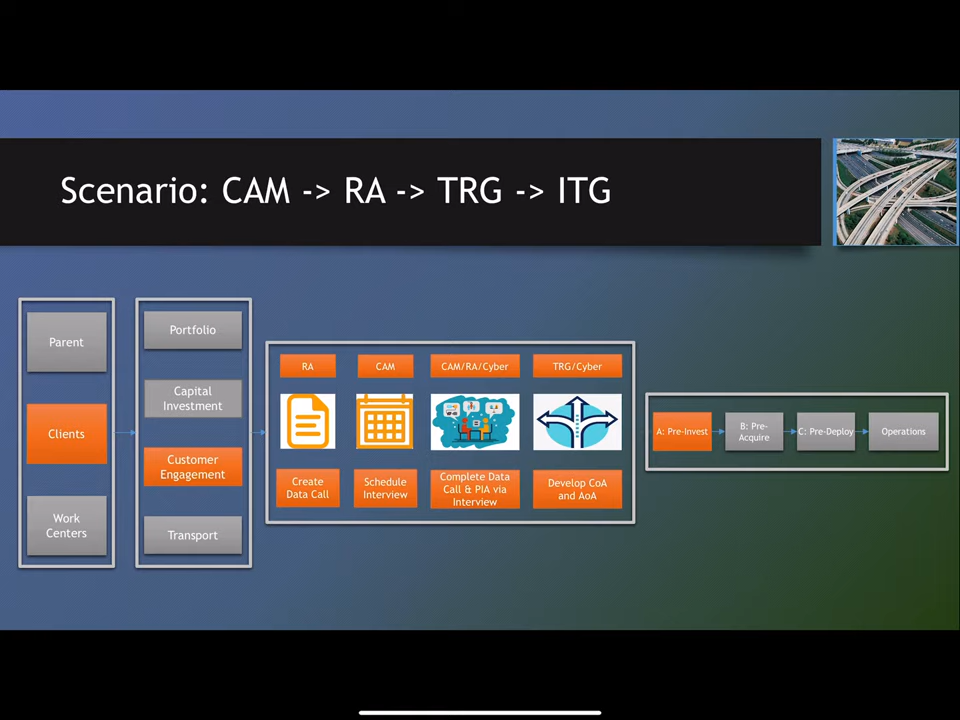 Scenario: CAM -> RA -> TRG -> ITG
Parent
Clients
Work
Centers
Portfolio
Capital
Investment
Customer
Engagement
Transport
RA
CAM
CAM/RA/Cyber
TRG/Cyber
Create
Data Call
Schedule
Interview
Complete Data
Call & PIA via
Interview
Develop CoA
and AoA
A: Pre-Invest
B: Pre-
Acquire
C: Pre-Deploy
Operations